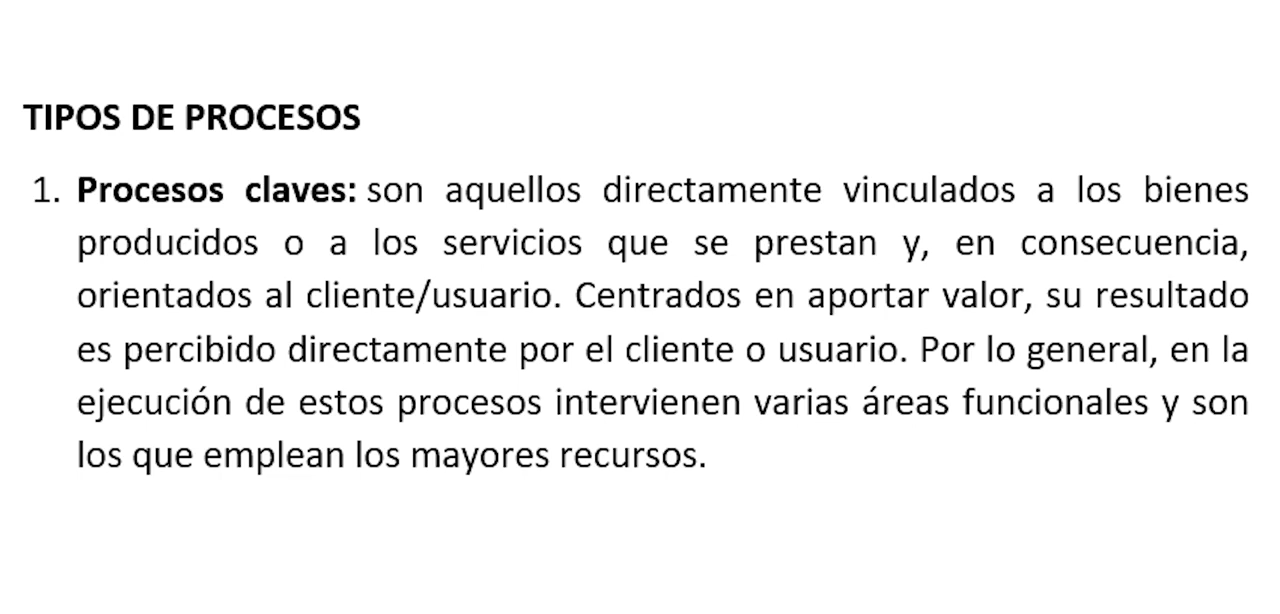 TIPOS DE PROCESOS
1. Procesos claves: son aquellos directamente vinculados a los bienes
producidos o a los servicios que se prestan y, en consecuencia,
orientados al cliente/usuario. Centrados en aportar valor, su resultado
es percibido directamente por el cliente o usuario. Por lo general, en la
ejecución de estos procesos intervienen varias áreas funcionales y son
los que emplean los mayores recursos.